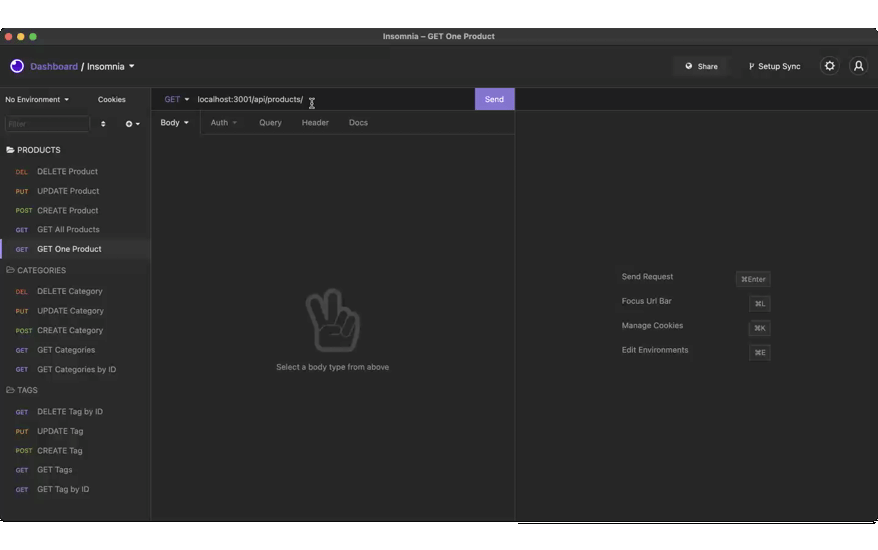 Insomnia – GET One Product
Dashboard / Insomnia
Share
Setup Sync
No Environment
Cookies
GET
localhost:3001/api/products/
Send
Filter
Body
Auth
Query
Header
Docs
PRODUCTS
DEL DELETE Product
PUT UPDATE Product
POST CREATE Product
GET GET All Products
GET GET One Product
CATEGORIES
DEL DELETE Category
PUT UPDATE Category
POST CREATE Category
GET GET Categories
GET GET Categories by ID
TAGS
GET DELETE Tag by ID
PUT UPDATE Tag
POST CREATE Tag
GET GET Tags
GET GET Tag by ID
Select a body type from above
Send Request ⌘Enter
Focus Url Bar ⌘L
Manage Cookies ⌘K
Edit Environments ⌘E